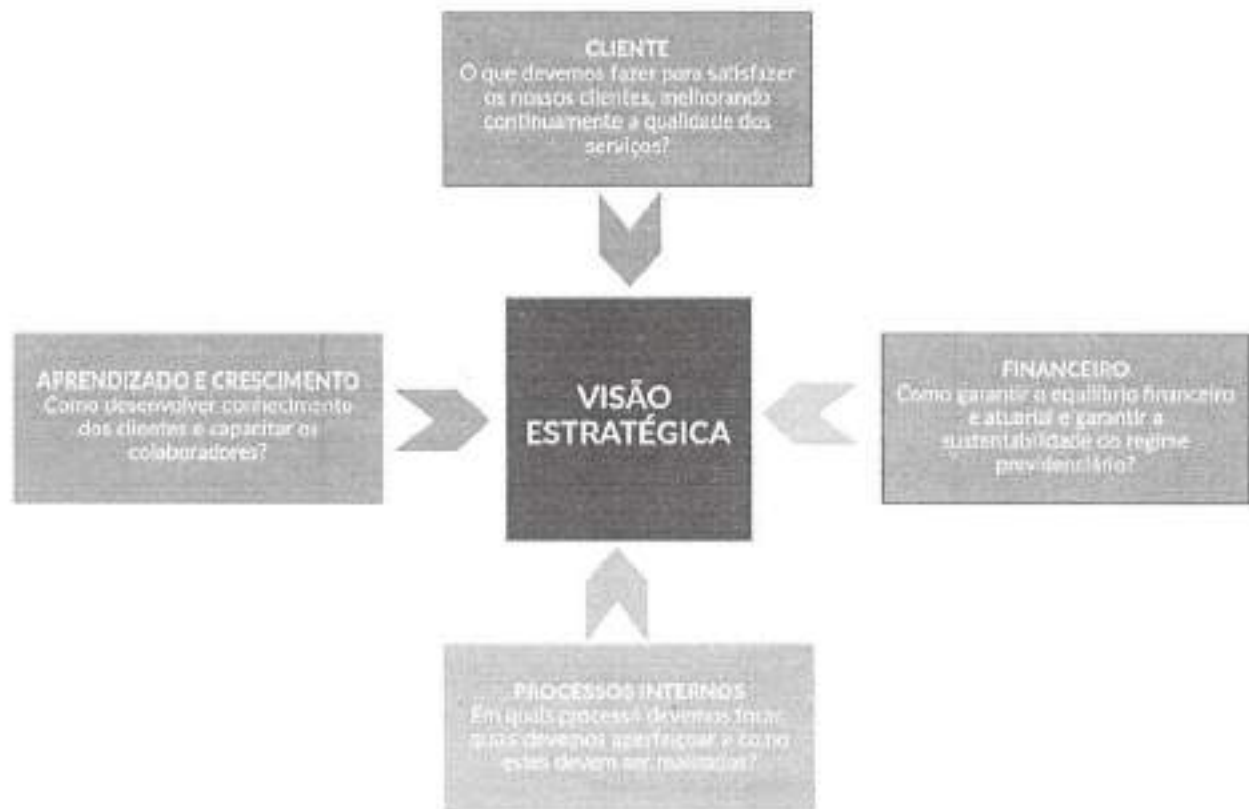 CLIENTE
O que devemos fazer para satisfazer
os nossos clientes, melhorando
continuamente a qualidade dos
serviços?
APRENDIZADO E CRESCIMENTO
Como desenvolver conhecimento
dos clientes e capacitar os
colaboradores?
VISÃO
ESTRATÉGICA
FINANCEIRO
Como garantir o equilíbrio financeiro
e atuarial e garantir a
sustentabilidade do regime
previdenciário?
PROCESSOS INTERNOS
Em quais processo devemos focar,
quais devemos aperfeiçoar e como
estes devem ser realizados?